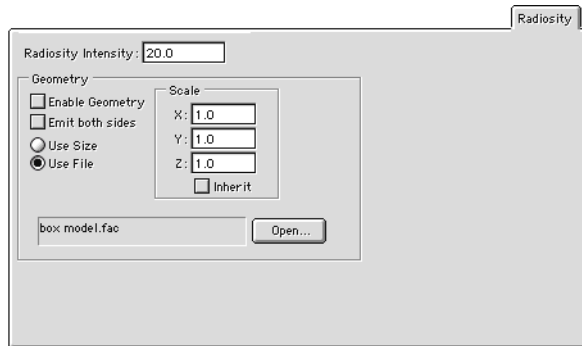 Radiosity
Radiosity Intensity: 20.0
Geometry
Enable Geometry
Emit both sides
Use Size
Use File
Scale
X: 1.0
Y: 1.0
Z: 1.0
Inherit
box model.fac
Open...